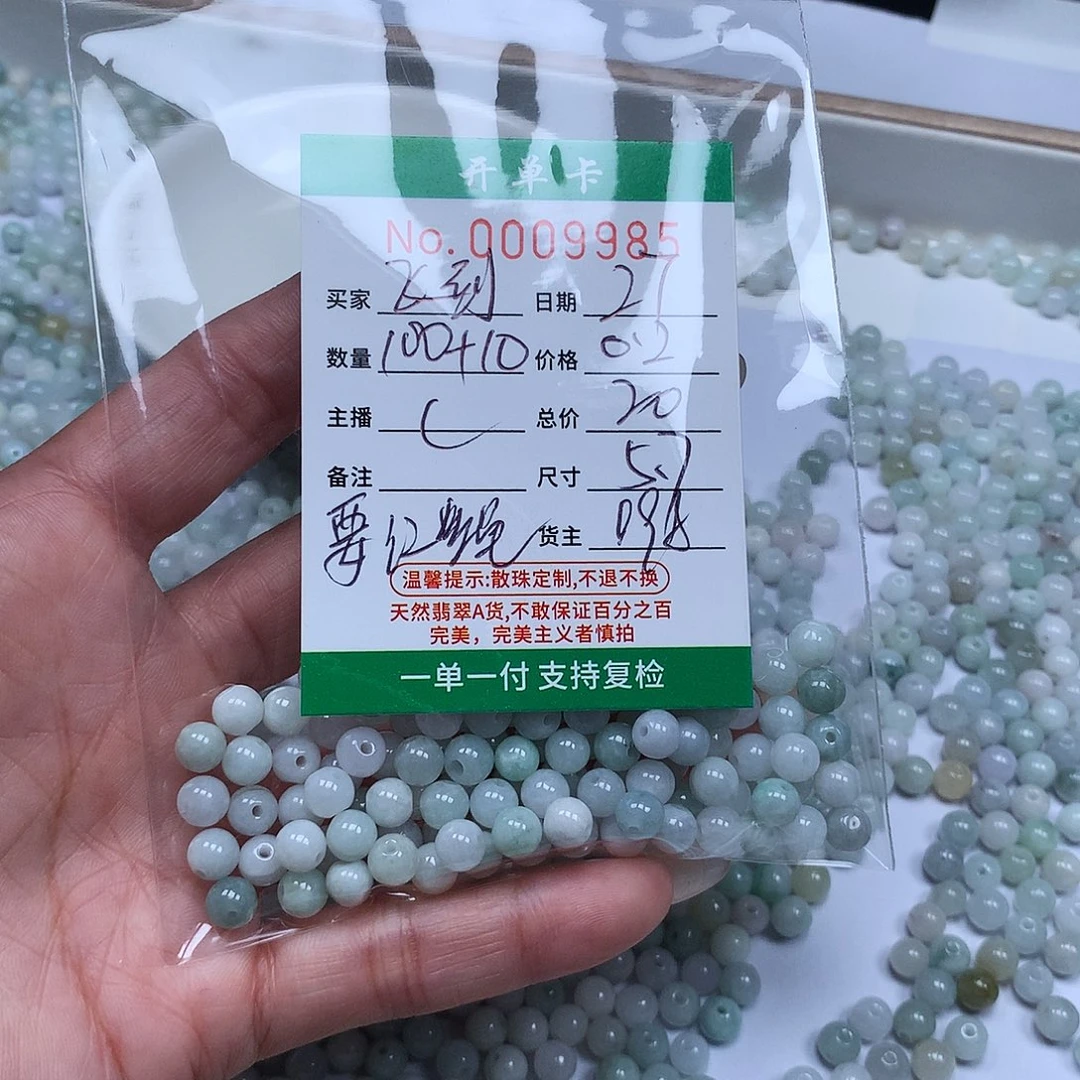 开单卡
No.0009985
买家 日期 27
数量 100+10 价格 0.2
主播 L 总价 20
备注 尺寸 5.7
要 货主
温馨提示:散珠定制,不退不换
天然翡翠A货,不敢保证百分之百
完美，完美主义者慎拍
一单一付 支持复检